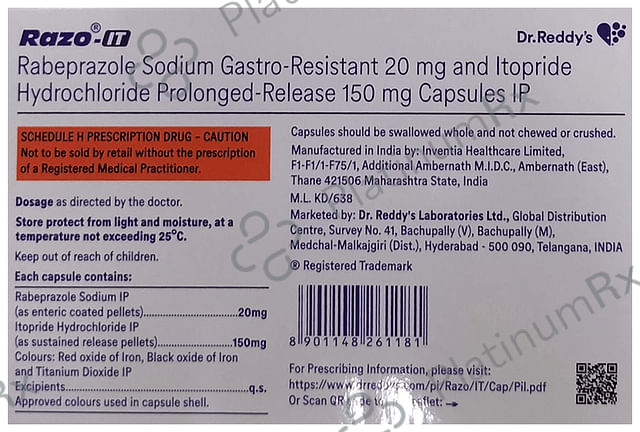 Razo®-IT
Dr.Reddy's
Rabeprazole Sodium Gastro-Resistant 20 mg and Itopride
Hydrochloride Prolonged-Release 150 mg Capsules IP
SCHEDULE H PRESCRIPTION DRUG – CAUTION
Not to be sold by retail without the prescription
of a Registered Medical Practitioner.
Dosage as directed by the doctor.
Store protect from light and moisture, at a
temperature not exceeding 25°C.
Keep out of reach of children.
Each capsule contains:
Rabeprazole Sodium IP
(as enteric coated pellets)..............................20mg
Itopride Hydrochloride IP
(as sustained release pellets)......................150mg
Colours: Red oxide of Iron, Black oxide of Iron
and Titanium Dioxide IP
Excipients..................................................q.s.
Approved colours used in capsule shell.
Capsules should be swallowed whole and not chewed or crushed.
Manufactured in India by: Inventia Healthcare Limited,
F1-F1/1-F75/1, Additional Ambernath M.I.D.C., Ambernath (East),
Thane 421506 Maharashtra State, India
M.L. KD/638
Marketed by: Dr. Reddy's Laboratories Ltd., Global Distribution
Centre, Survey No. 41, Bachupally (V), Bachupally (M),
Medchal-Malkajgiri (Dist.), Hyderabad - 500 090, Telangana, INDIA
® Registered Trademark
8 901148 261181
For Prescribing Information, please visit:
https://www.drreddys.com/pi/Razo/IT/Cap/Pil.pdf
Or Scan QR
PlatinumRx
PlatinumRx
PlatinumRx